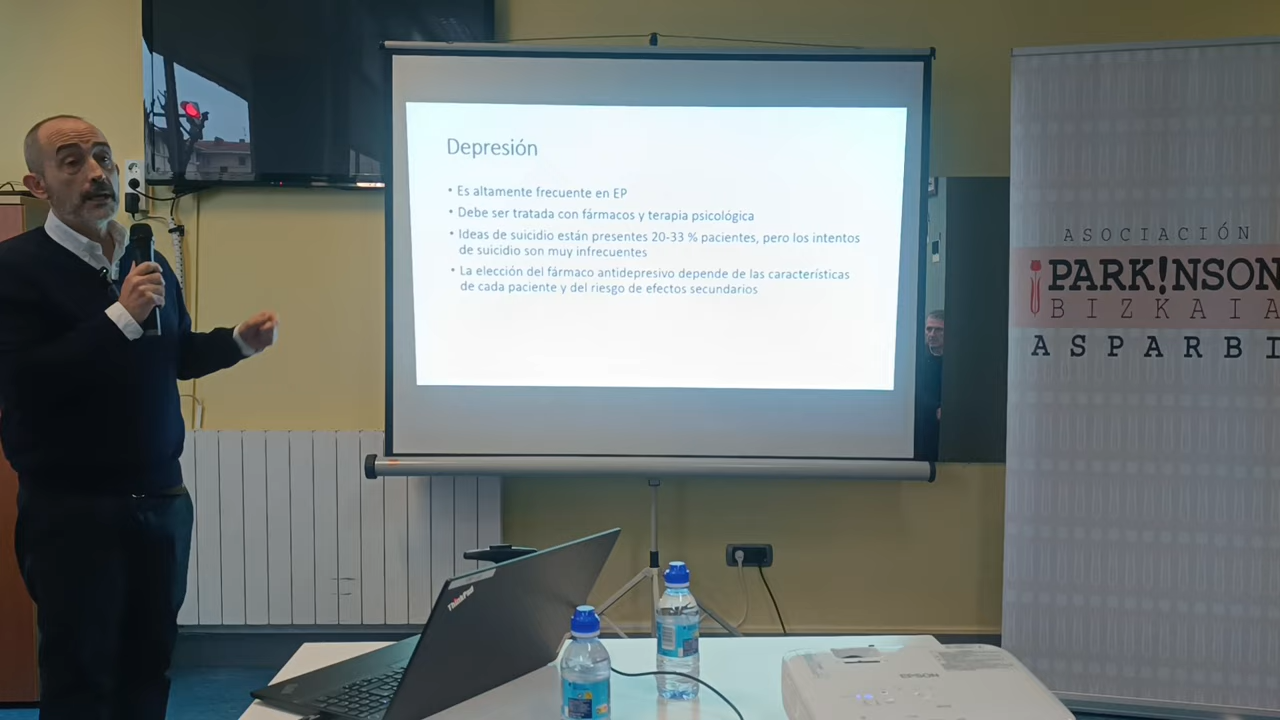 Depresión
• Es altamente frecuente en EP
• Debe ser tratada con fármacos y terapia psicológica
• Ideas de suicidio están presentes 20-33 % pacientes, pero los intentos
de suicidio son muy infrecuentes
• La elección del fármaco antidepresivo depende de las características
de cada paciente y del riesgo de efectos secundarios
ASOCIACIÓN
PARK!NSON
BIZKAIA
ASPARBI
ThinkPad
EPSON